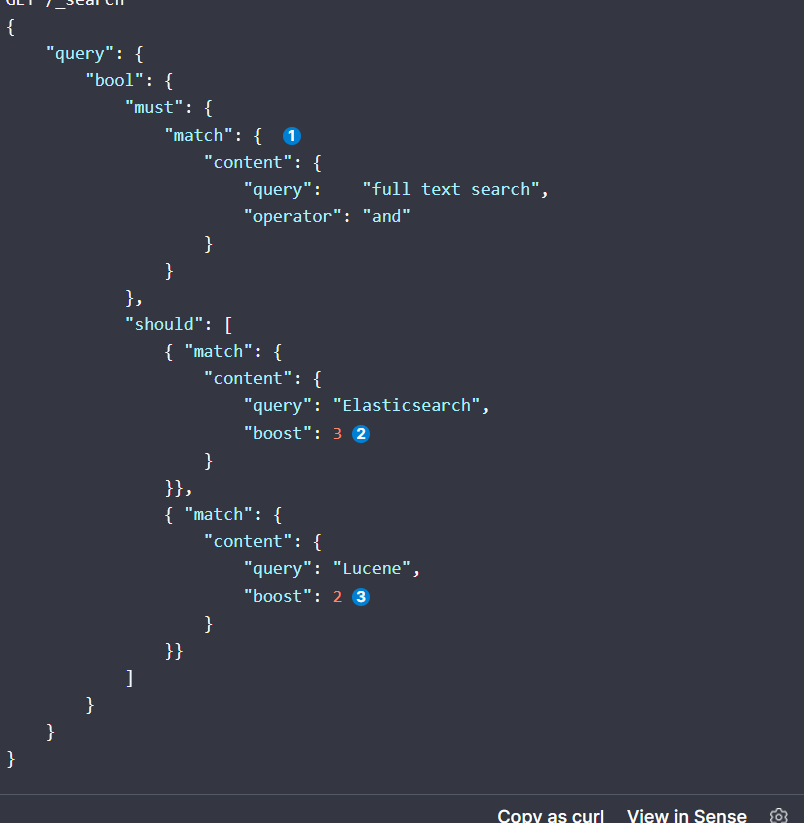 GET /_search
{
    "query": {
        "bool": {
            "must": {
                "match": {  1
                    "content": {
                        "query":    "full text search",
                        "operator": "and"
                    }
                }
            },
            "should": [
                { "match": {
                    "content": {
                        "query": "Elasticsearch",
                        "boost": 3 2
                    }
                }},
                { "match": {
                    "content": {
                        "query": "Lucene",
                        "boost": 2 3
                    }
                }}
            ]
        }
    }
}
Copy as curl View in Sense